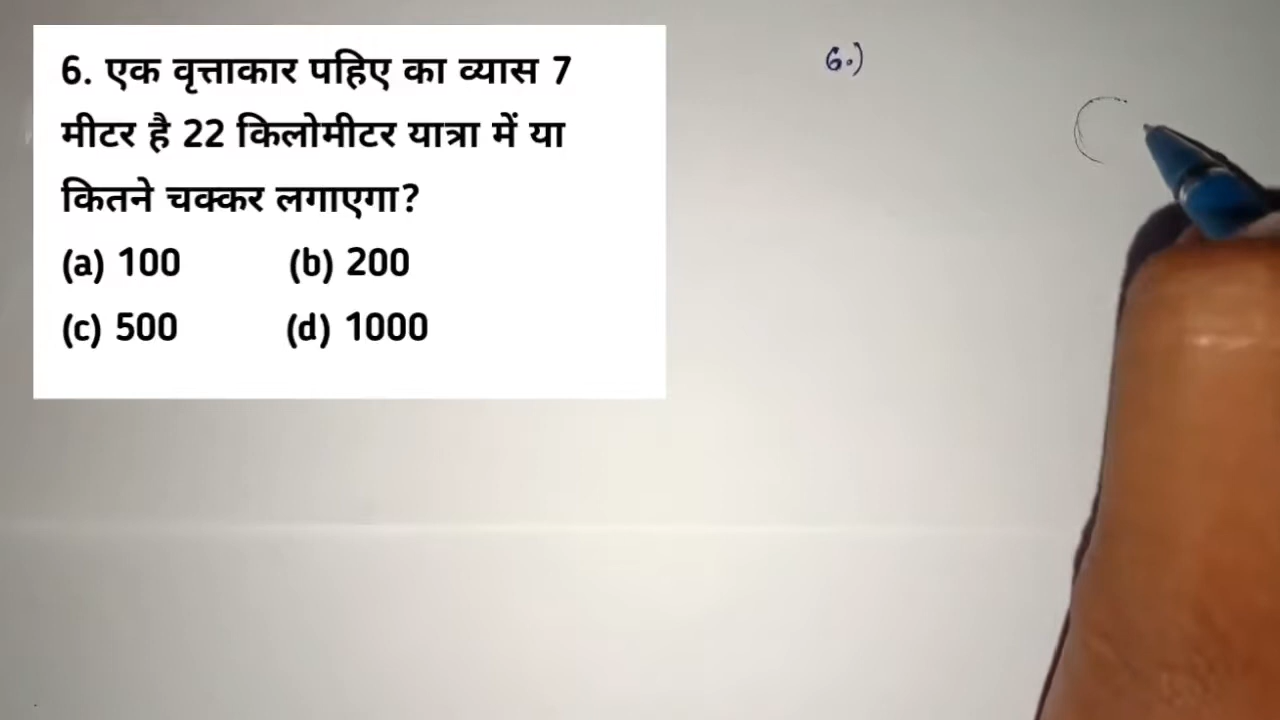 6. एक वृत्ताकार पहिए का व्यास 7
मीटर है 22 किलोमीटर यात्रा में या
कितने चक्कर लगाएगा?
(a) 100 (b) 200
(c) 500 (d) 1000
6.)